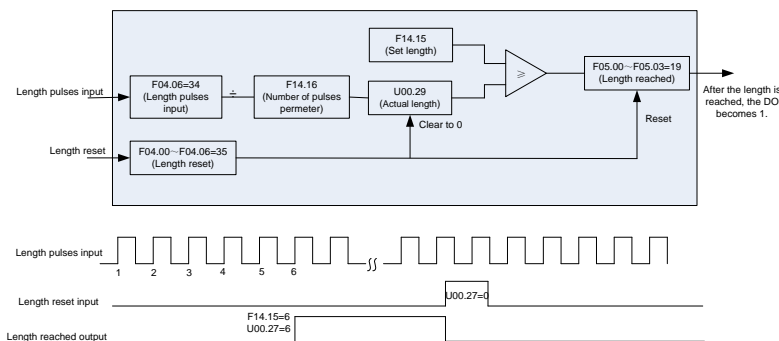 F14.15
(Set length)
Length pulses input
F04.06=34
(Length pulses
input)
÷
F14.16
(Number of pulses
permeter)
U00.29
(Actual length)
≥
F05.00～F05.03=19
(Length reached)
After the length is
reached, the DO
becomes 1.
Clear to 0
Reset
Length reset
F04.00～F04.06=35
(Length reset)
Length pulses input
1 2 3 4 5 6
Length reset input
U00.27=0
F14.15=6
U00.27=6
Length reached output